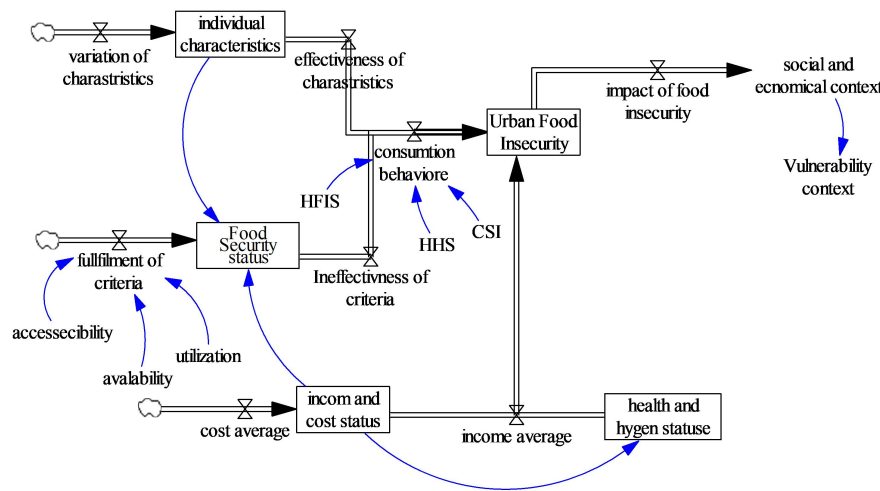 individual
characteristics
variation of
charastristics
effectiveness of
charastristics
social and
ecnomical context
impact of food
insecurity
Urban Food
Insecurity
consumtion
behaviore
Vulnerability
context
HFIS
HHS
CSI
Food
Security
status
fullfilment of
criteria
Ineffectivness of
criteria
accessecibility
utilization
avalability
incom and
cost status
cost average
income average
health and
hygen statuse